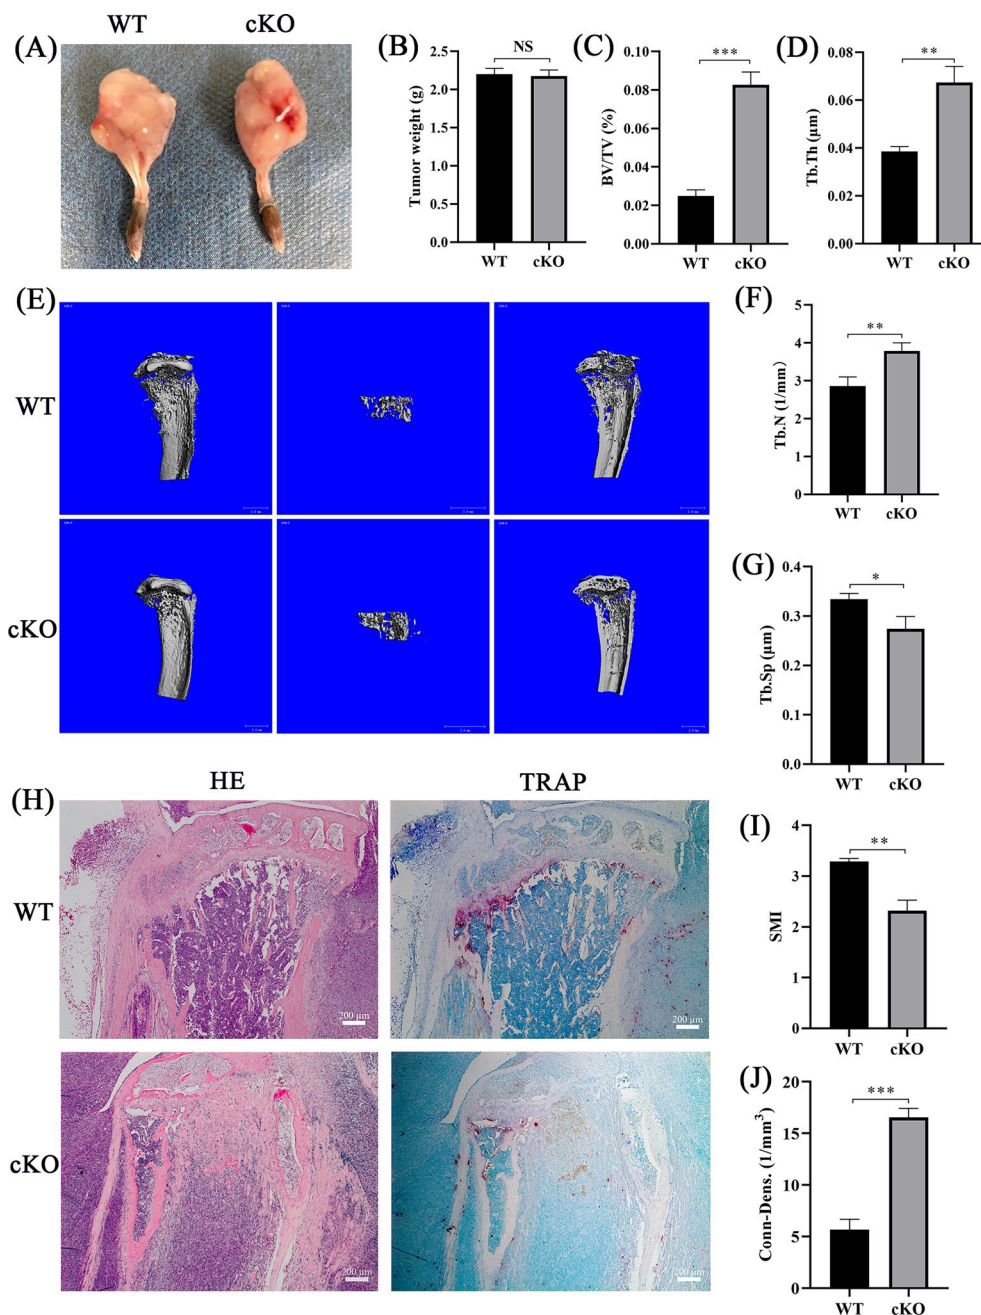 WT cKO
(A)
(B)
NS
Tumor weight (g)
2.5
2.0
1.5
1.0
0.5
0.0
WT cKO
(C)
***
BV/TV (%)
0.10
0.08
0.06
0.04
0.02
0.00
WT cKO
(D)
**
Tb.Th (μm)
0.08
0.06
0.04
0.02
0.00
WT cKO
(E)
WT
cKO
(F)
**
Tb.N (1/mm)
5
4
3
2
1
0
WT cKO
(G)
*
Tb.Sp (μm)
0.4
0.3
0.2
0.1
0.0
WT cKO
(H)
HE TRAP
WT
200 μm
200 μm
cKO
200 μm
200 μm
(I)
**
SMI
4
3
2
1
0
WT cKO
(J)
***
Conn-Dens. (1/mm³)
20
15
10
5
0
WT cKO